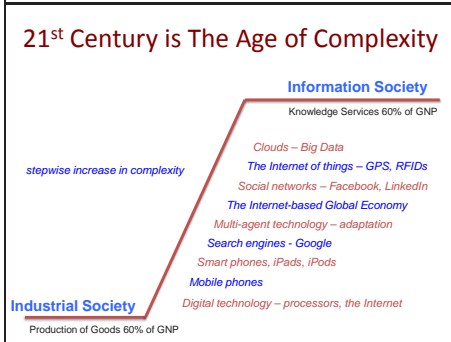 21st Century is The Age of Complexity
Information Society
Knowledge Services 60% of GNP
Clouds – Big Data
stepwise increase in complexity
The Internet of things – GPS, RFIDs
Social networks – Facebook, LinkedIn
The Internet-based Global Economy
Multi-agent technology – adaptation
Search engines - Google
Smart phones, iPads, iPods
Mobile phones
Industrial Society
Digital technology – processors, the Internet
Production of Goods 60% of GNP